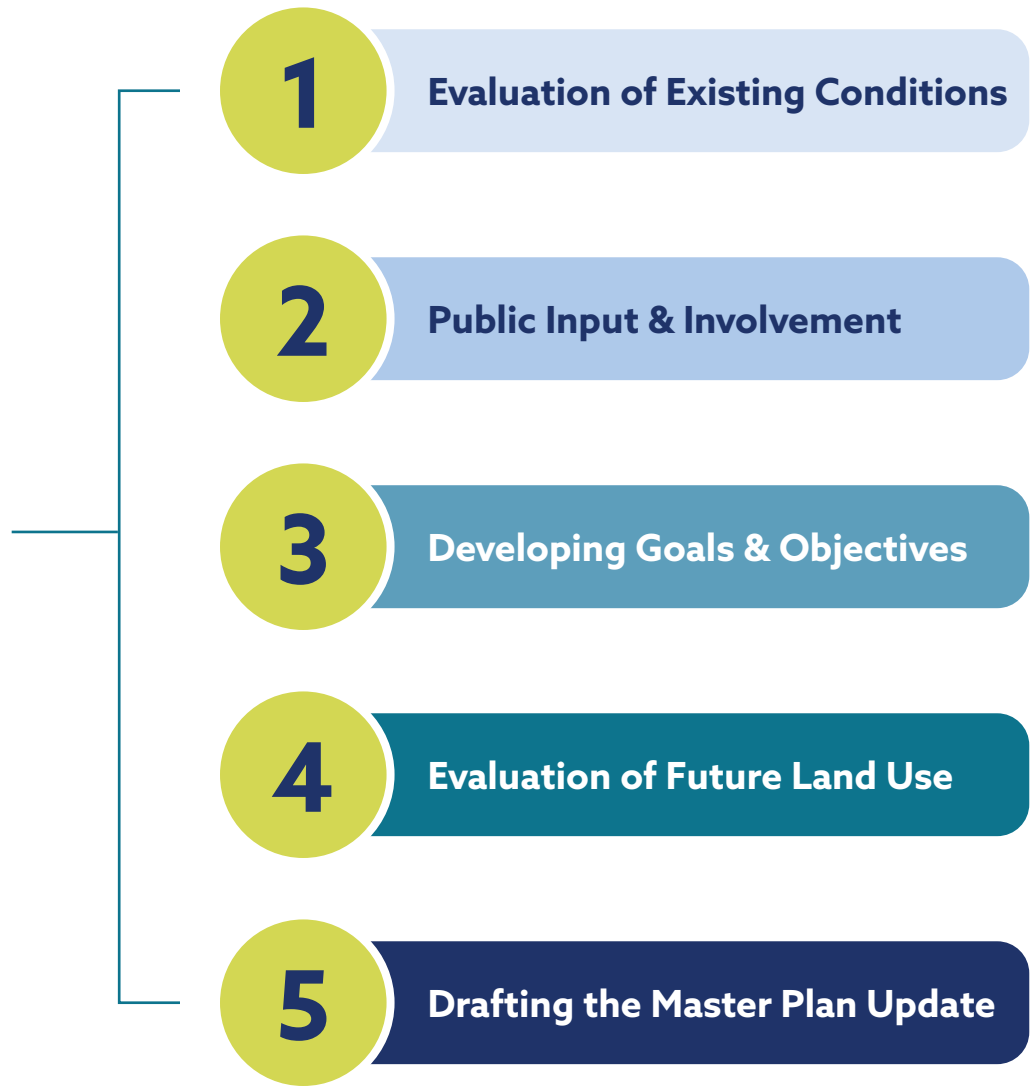 1
Evaluation of Existing Conditions
2
Public Input & Involvement
3
Developing Goals & Objectives
4
Evaluation of Future Land Use
5
Drafting the Master Plan Update